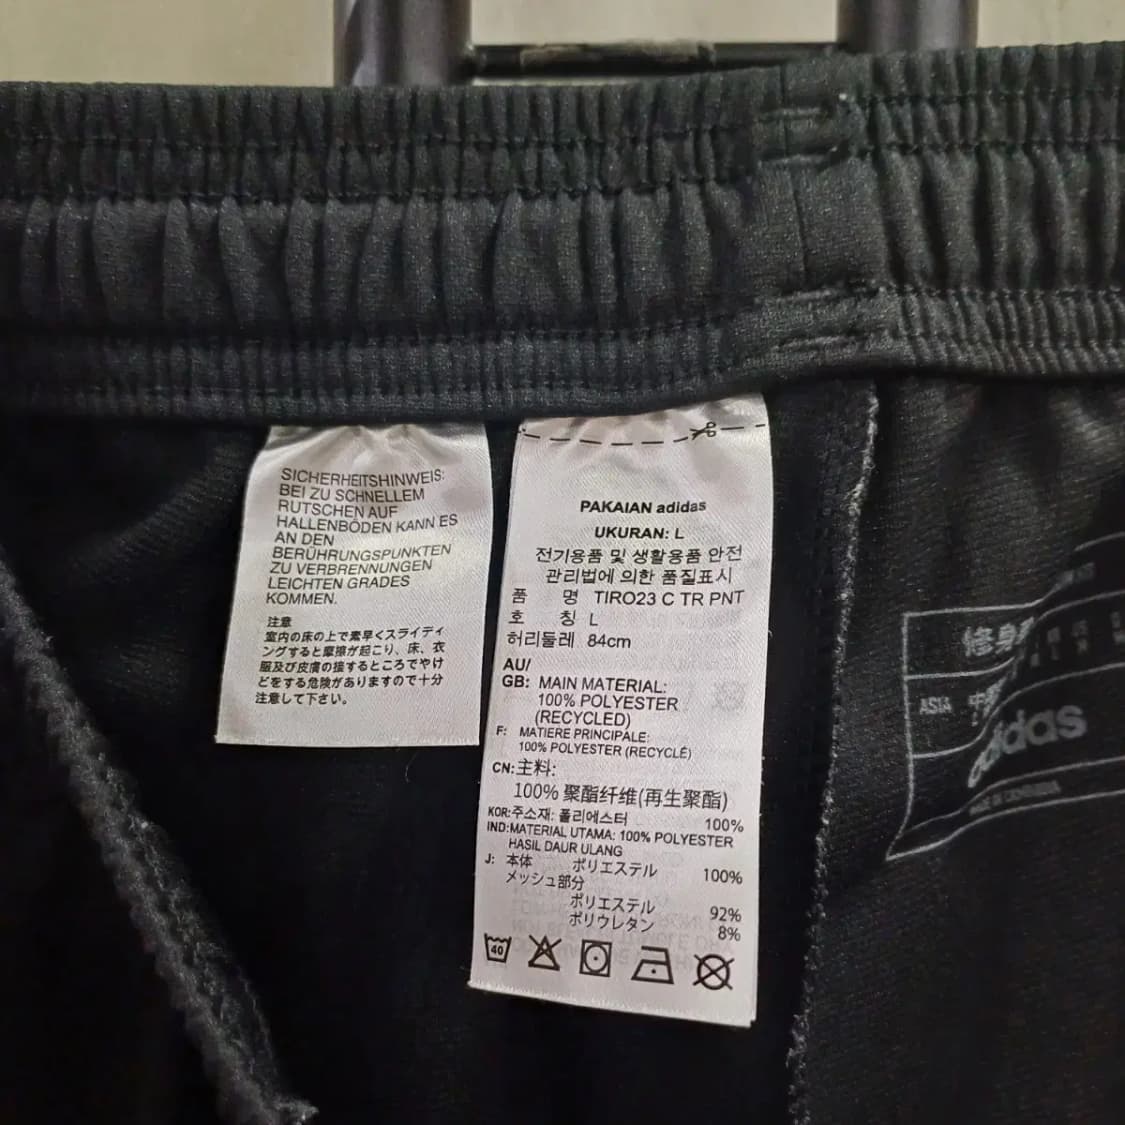 SICHERHEITSHINWEIS:
BEI ZU SCHNELLEM
RUTSCHEN AUF
HALLENBÖDEN KANN ES
AN DEN
BERÜHRUNGSPUNKTEN
ZU VERBRENNUNGEN
LEICHTEN GRADES
KOMMEN.
注意
室内の床の上で素早くスライディ
ングすると摩擦が起こり、床、衣
服及び皮膚の接するところでやけ
どをする危険がありますので十分
注意して下さい。
PAKAIAN adidas
UKURAN: L
전기용품 및 생활용품 안전
관리법에 의한 품질표시
품 명 TIRO23 C TR PNT
호 칭 L
허리둘레 84cm
AU/
GB: MAIN MATERIAL:
100% POLYESTER
(RECYCLED)
F: MATIERE PRINCIPALE:
100% POLYESTER (RECYCLÉ)
CN:主料:
100% 聚酯纤维(再生聚酯)
KOR:주소재: 폴리에스터 100%
IND:MATERIAL UTAMA: 100% POLYESTER
HASIL DAUR ULANG
J: 本体 ポリエステル 100%
メッシュ部分
ポリエステル 92%
ポリウレタン 8%
40
修身
ASIA
adidas